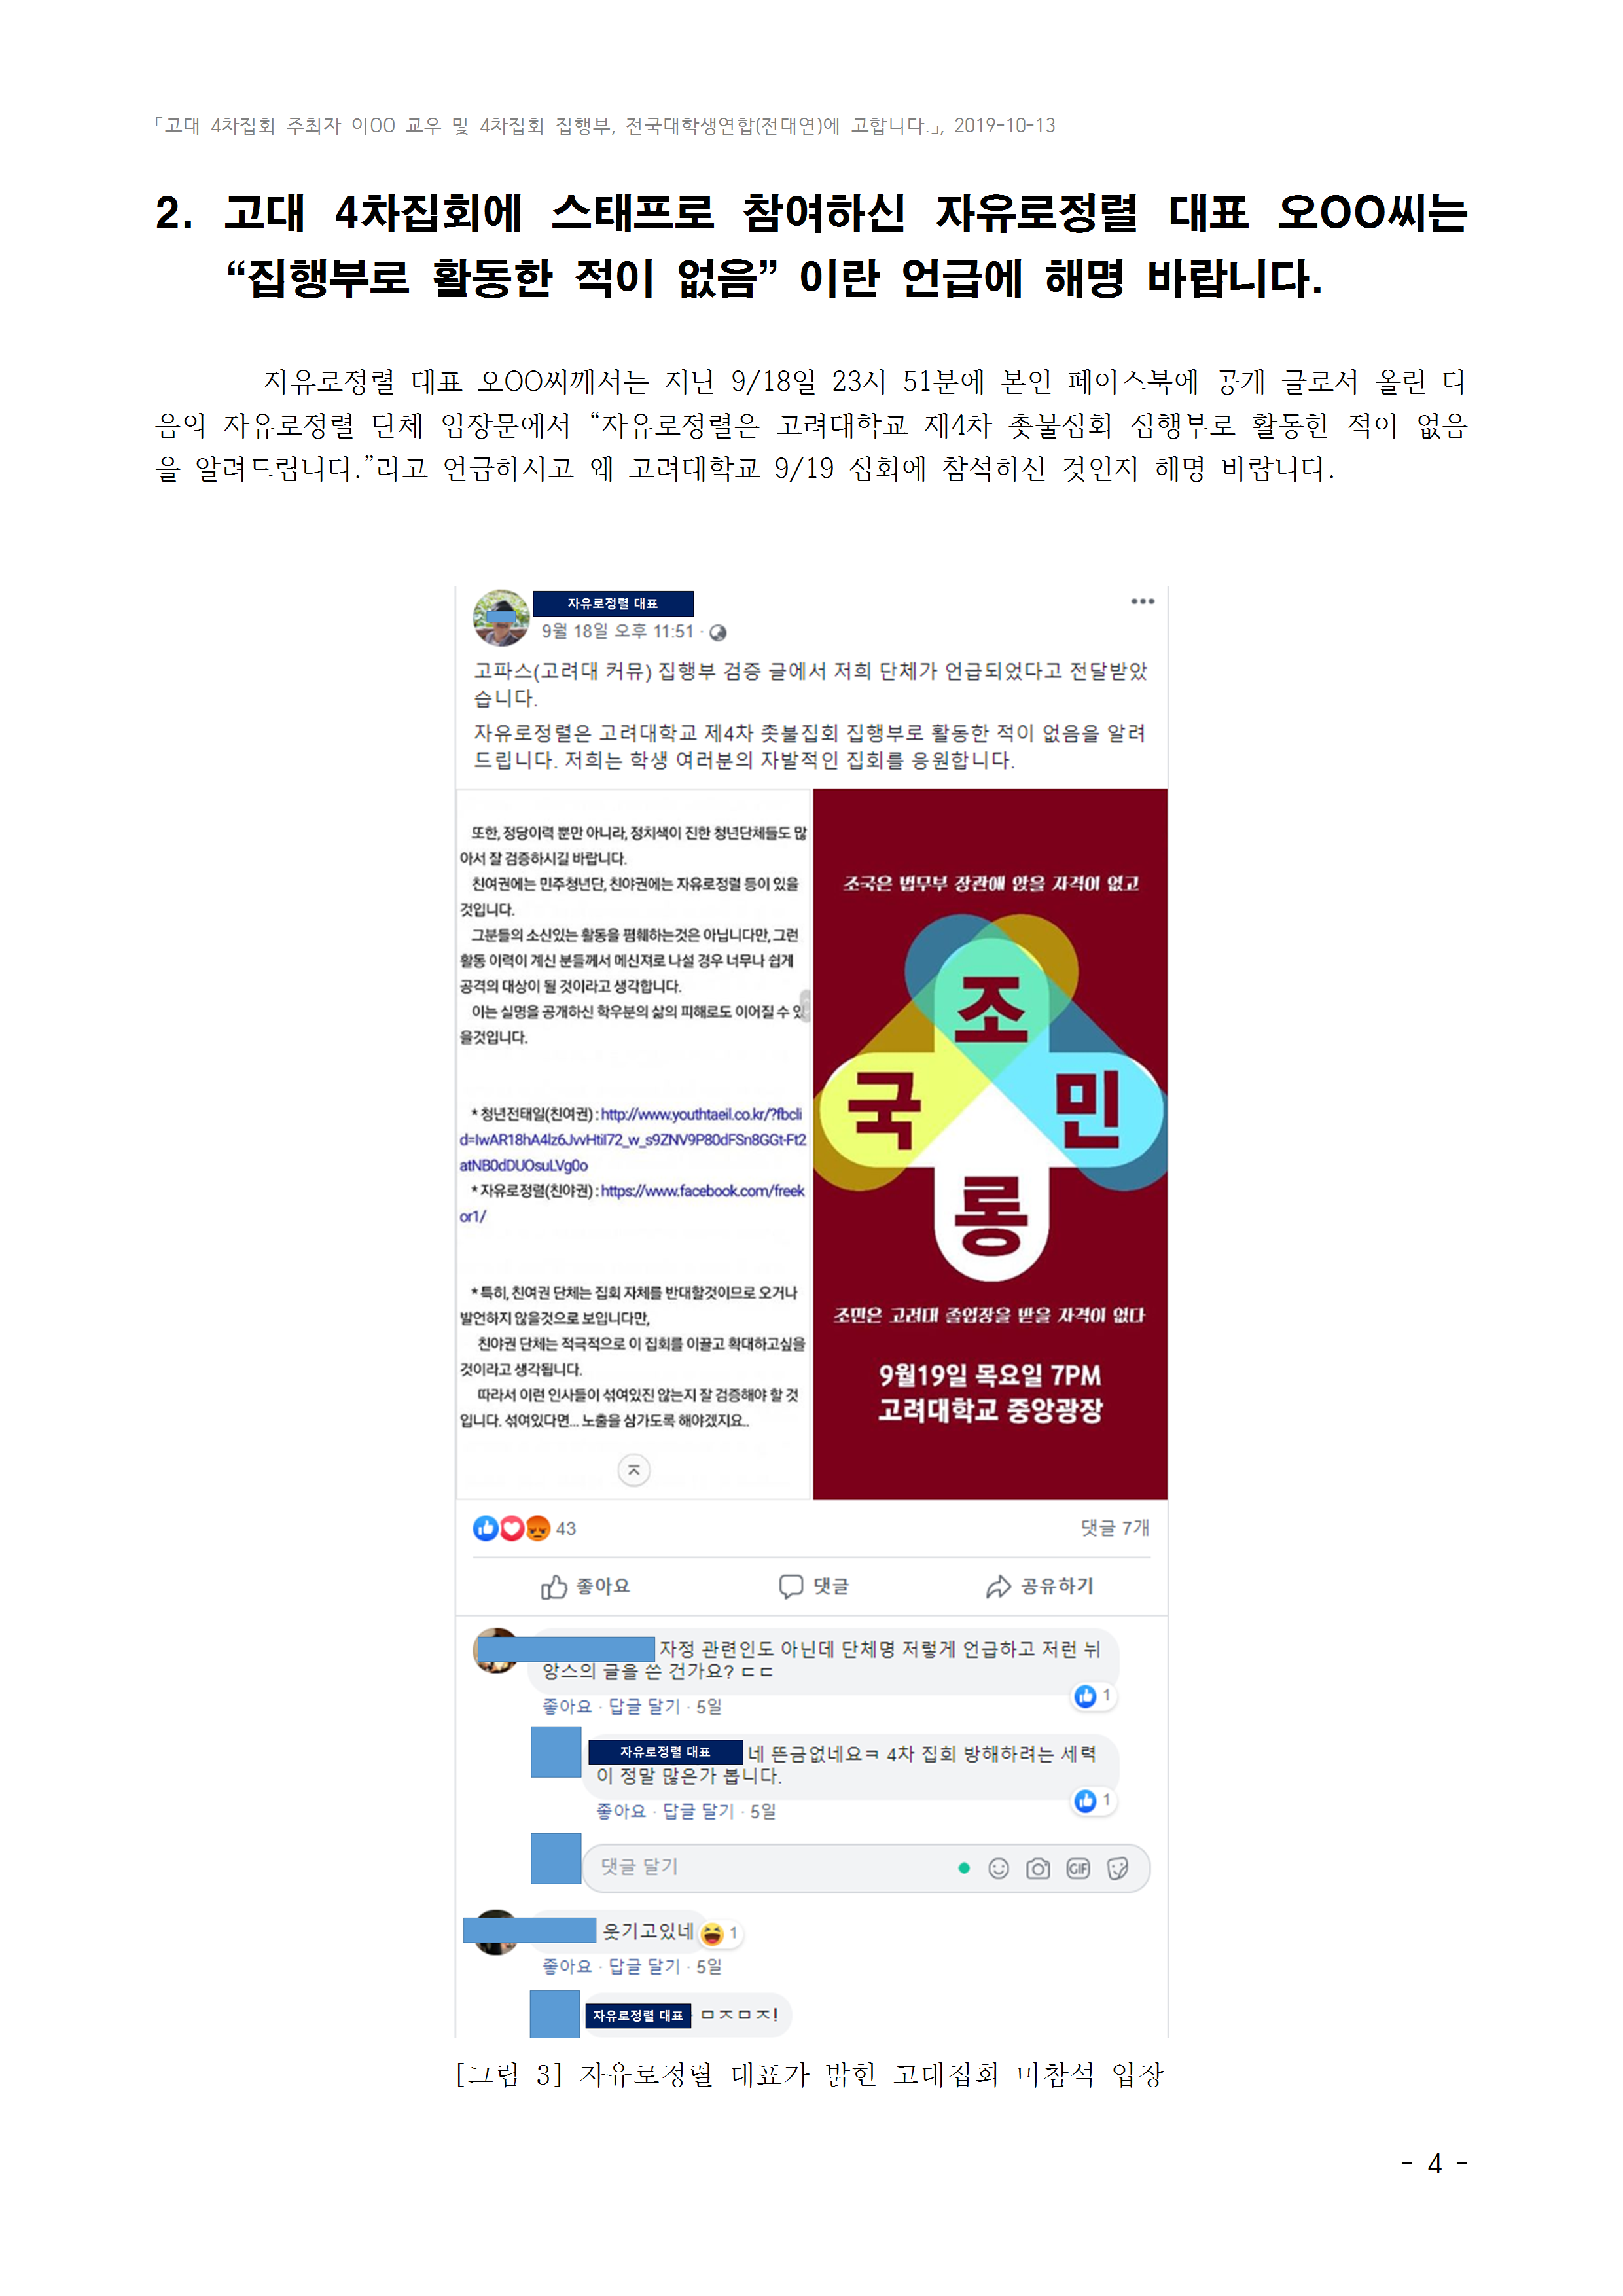 「고대 4차집회 주최자 이OO 교우 및 4차집회 집행부, 전국대학생연합(전대연)에 고합니다.」, 2019-10-13
2. 고대 4차집회에 스태프로 참여하신 자유로정렬 대표 오OO씨는
“집행부로 활동한 적이 없음” 이란 언급에 해명 바랍니다.
자유로정렬 대표 오OO씨께서는 지난 9/18일 23시 51분에 본인 페이스북에 공개 글로서 올린 다
음의 자유로정렬 단체 입장문에서 “자유로정렬은 고려대학교 제4차 촛불집회 집행부로 활동한 적이 없음
을 알려드립니다.”라고 언급하시고 왜 고려대학교 9/19 집회에 참석하신 것인지 해명 바랍니다.
자유로정렬 대표
9월 18일 오후 11:51 ·
고파스(고려대 커뮤) 집행부 검증 글에서 저희 단체가 언급되었다고 전달받았
습니다.
자유로정렬은 고려대학교 제4차 촛불집회 집행부로 활동한 적이 없음을 알려
드립니다. 저희는 학생 여러분의 자발적인 집회를 응원합니다.
또한, 정당이력 뿐만 아니라, 정치색이 진한 청년단체들도 많
아서 잘 검증하시길 바랍니다.
친여권에는 민주청년단, 친야권에는 자유로정렬 등이 있을
것입니다.
그분들의 소신있는 활동을 폄훼하는것은 아닙니다만, 그런
활동 이력이 계신 분들께서 메신져로 나설 경우 너무나 쉽게
공격의 대상이 될 것이라고 생각합니다.
이는 실명을 공개하신 학우분의 삶의 피해로도 이어질 수 있
을것입니다.
* 청년전태일(친여권) : http://www.youthtaeil.co.kr/?fbcli
d=IwAR18hA4lz6JvvHtiI72_w_s9ZNV9P80dFSn8GGt-Ft2
atNB0dDUOsuLVg0o
* 자유로정렬(친야권) : https://www.facebook.com/freek
or1/
* 특히, 친여권 단체는 집회 자체를 반대할것이므로 오거나
발언하지 않을것으로 보입니다만,
친야권 단체는 적극적으로 이 집회를 이끌고 확대하고싶을
것이라고 생각됩니다.
따라서 이런 인사들이 섞여있진 않는지 잘 검증해야 할 것
입니다. 섞여있다면... 노출을 삼가도록 해야겠지요..
조국은 법무부 장관에 앉을 자격이 없고
조
국 민
롱
조민은 고려대 졸업장을 받을 자격이 없다
9월19일 목요일 7PM
고려대학교 중앙광장
43 댓글 7개
좋아요 댓글 공유하기
자정 관련인도 아닌데 단체명 저렇게 언급하고 저런 뉘
앙스의 글을 쓴 건가요? ㄷㄷ
1
좋아요 · 답글 달기 · 5일
자유로정렬 대표 네 뜬금없네요ㅋ 4차 집회 방해하려는 세력
이 정말 많은가 봅니다.
1
좋아요 · 답글 달기 · 5일
댓글 달기 GIF
웃기고있네 1
좋아요 · 답글 달기 · 5일
자유로정렬 대표 ㅁㅈㅁㅈ!
[그림 3] 자유로정렬 대표가 밝힌 고대집회 미참석 입장
- 4 -